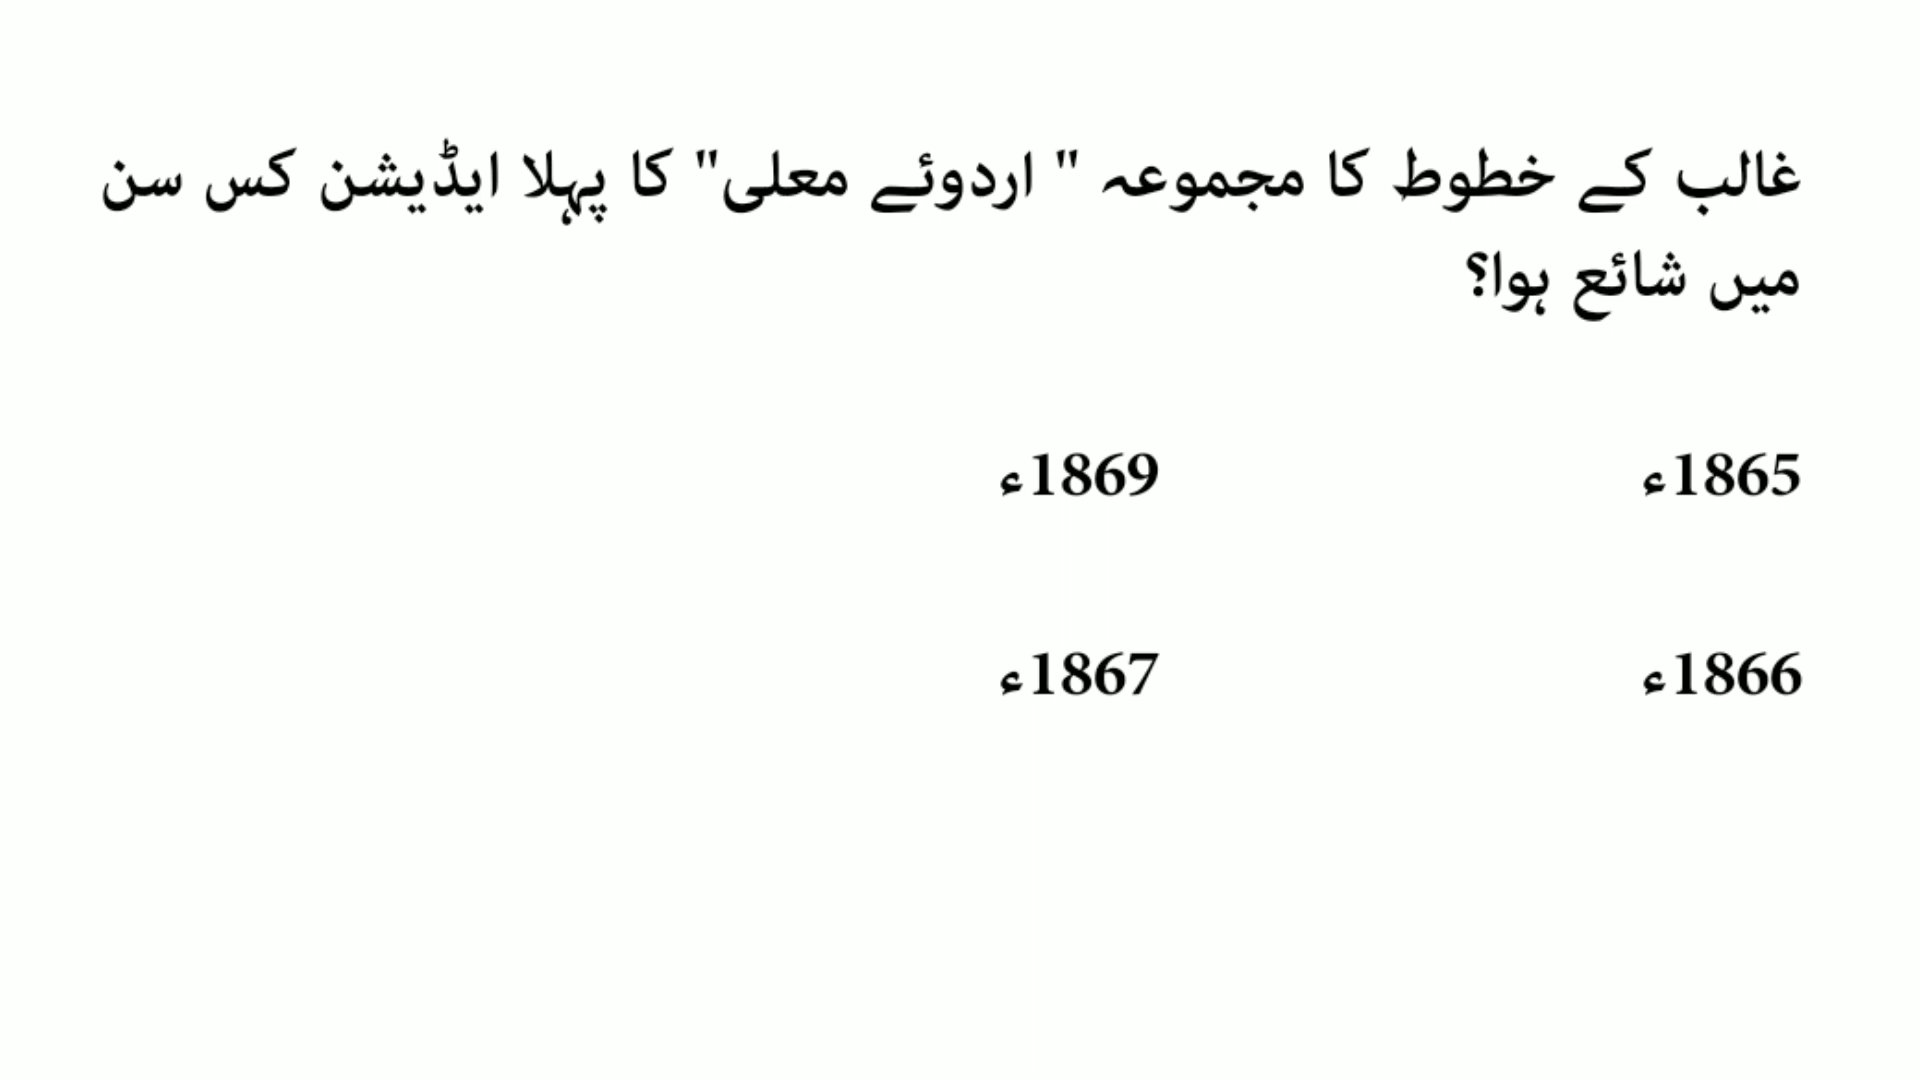 غالب کے خطوط کا مجموعہ " اردوئے معلی" کا پہلا ایڈیشن کس سن
میں شائع ہوا؟
1865ء 1869ء
1866ء 1867ء